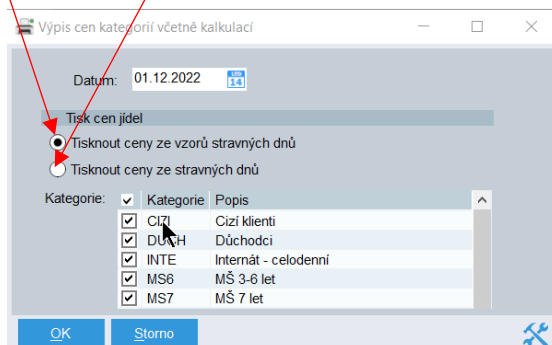 Výpis cen kategorií včetně kalkulací
Datum: 01.12.2022
14
Tisk cen jídel
Tisknout ceny ze vzorů stravných dnů
Tisknout ceny ze stravných dnů
Kategorie: Kategorie Popis
CIZI Cizí klienti
DUCH Důchodci
INTE Internát - celodenní
MS6 MŠ 3-6 let
MS7 MŠ 7 let
OK Storno